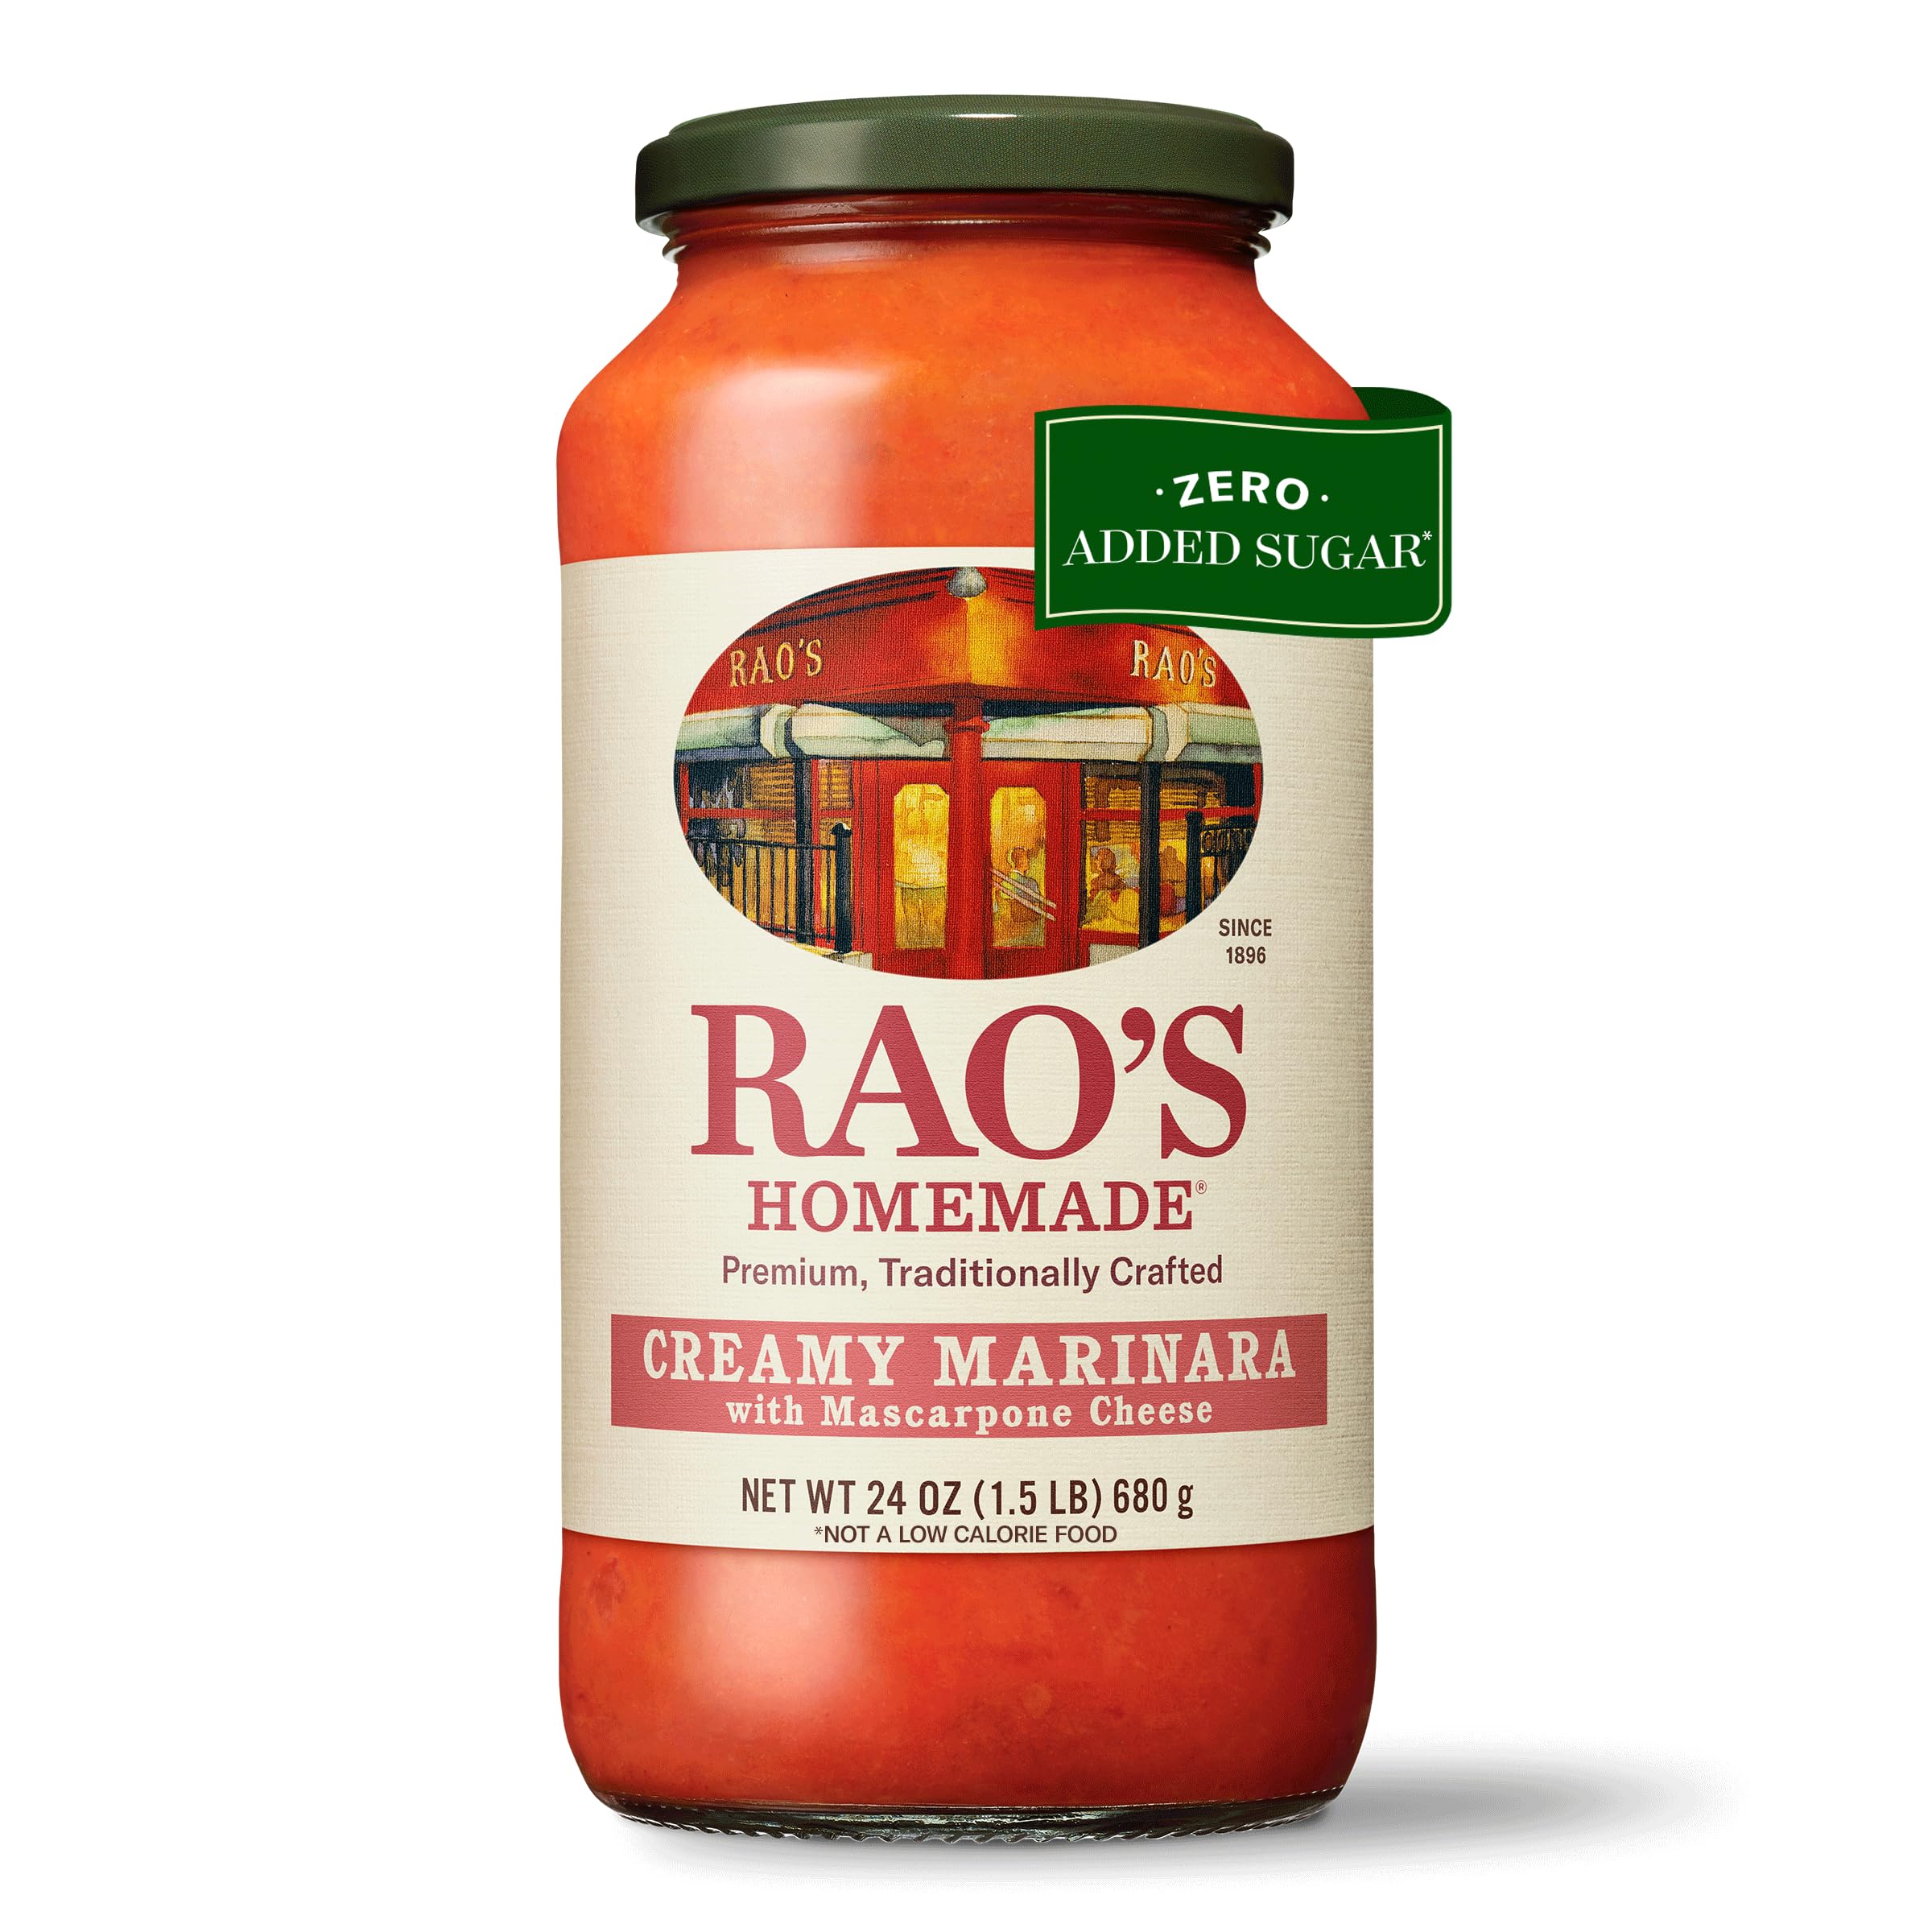 · ZERO ·
ADDED SUGAR*
RAO'S RAO'S
SINCE
1896
RAO'S
HOMEMADE®
Premium, Traditionally Crafted
CREAMY MARINARA
with Mascarpone Cheese
NET WT 24 OZ (1.5 LB) 680 g
*NOT A LOW CALORIE FOOD